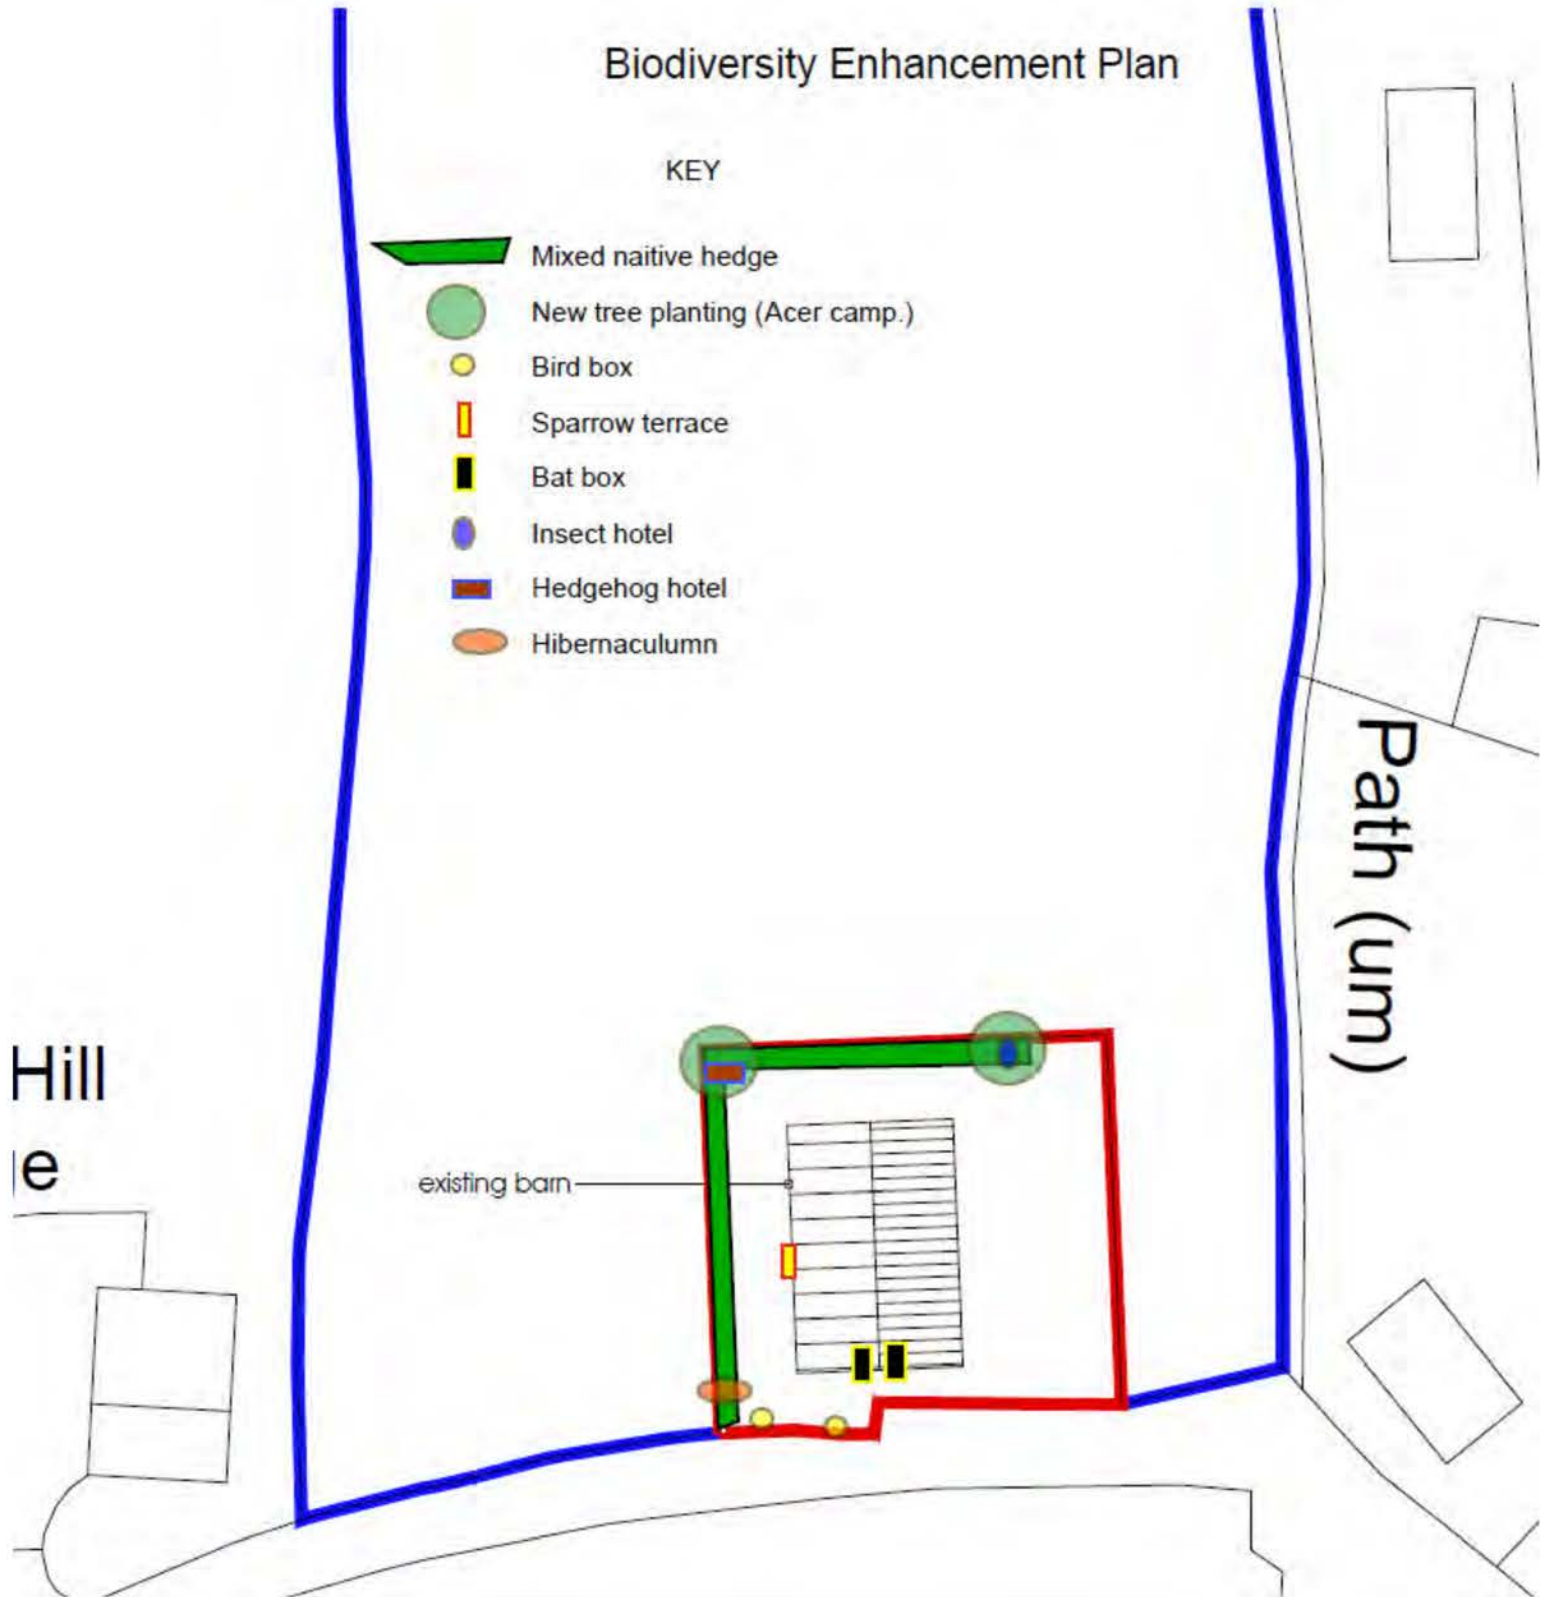 Biodiversity Enhancement Plan
KEY
Mixed naitive hedge
New tree planting (Acer camp.)
Bird box
Sparrow terrace
Bat box
Insect hotel
Hedgehog hotel
Hibernaculumn
Path (um)
Hill
e
existing barn